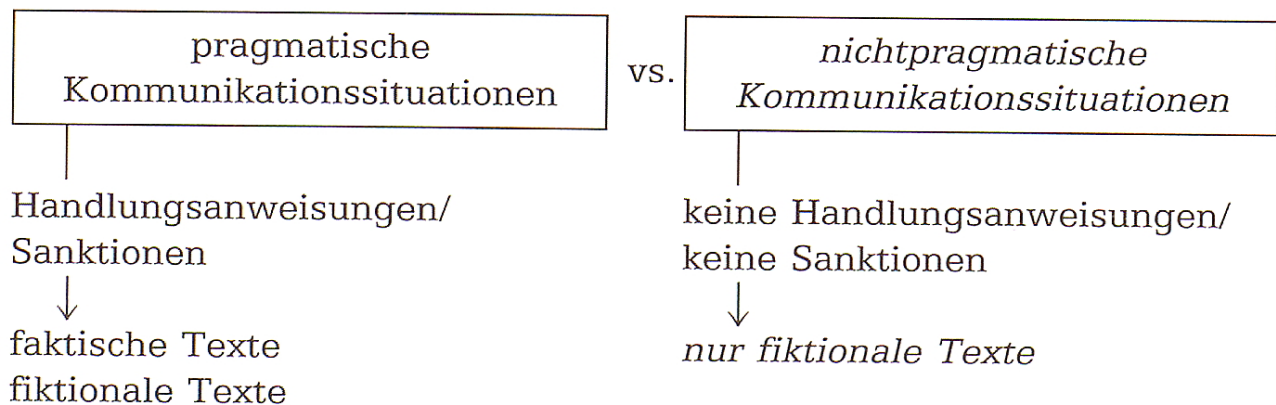 pragmatische
Kommunikationssituationen
vs.
nichtpragmatische
Kommunikationssituationen
Handlungsanweisungen/
Sanktionen
faktische Texte
fiktionale Texte
keine Handlungsanweisungen/
keine Sanktionen
nur fiktionale Texte